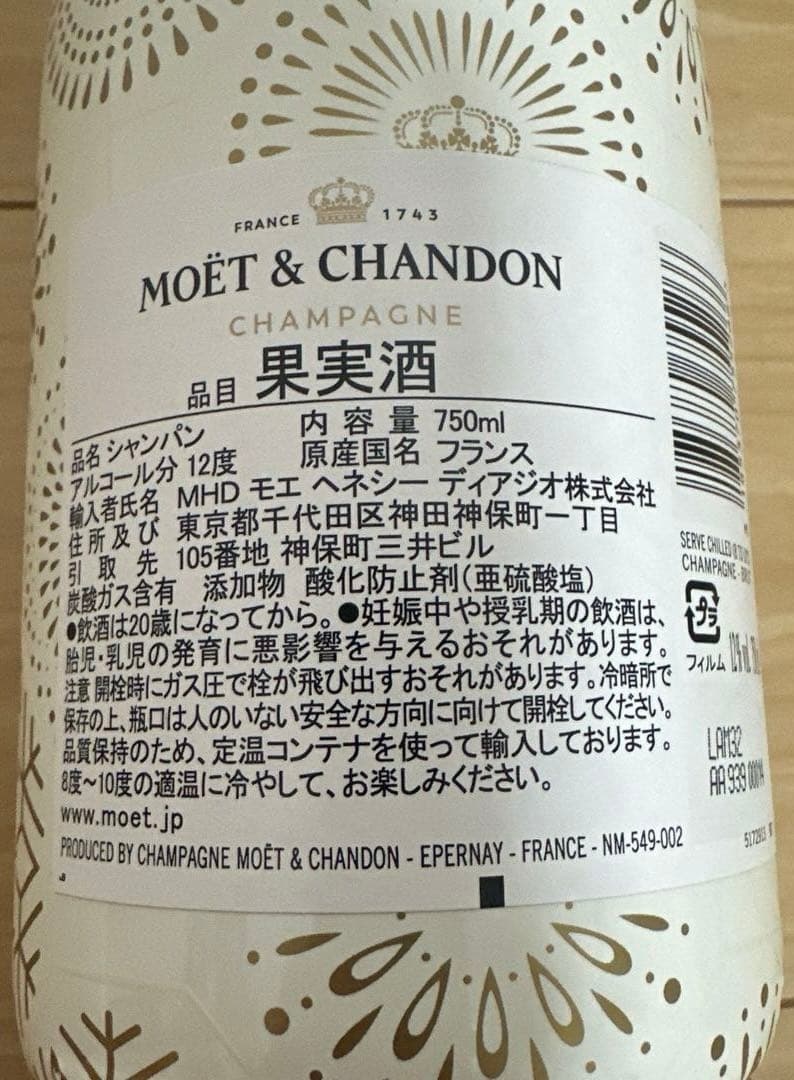 FRANCE 1743
MOËT & CHANDON
CHAMPAGNE
品目 果実酒
品名 シャンパン 内容量 750ml
アルコール分 12度 原産国名 フランス
輸入者氏名 MHD モエ ヘネシー ディアジオ株式会社
住所及び 東京都千代田区神田神保町一丁目
引取先 105番地 神保町三井ビル
炭酸ガス含有 添加物 酸化防止剤(亜硫酸塩)
●飲酒は20歳になってから。●妊娠中や授乳期の飲酒は、
胎児・乳児の発育に悪影響を与えるおそれがあります。
注意 開栓時にガス圧で栓が飛び出すおそれがあります。冷暗所で
保存の上、瓶口は人のいない安全な方向に向けて開栓してください。
品質保持のため、定温コンテナを使って輸入しております。
8度～10度の適温に冷やして、お楽しみください。
www.moet.jp
PRODUCED BY CHAMPAGNE MOËT & CHANDON - EPERNAY - FRANCE - NM-549-002
SERVE CHILLED
CHAMPAGNE
プラ
フィルム
LAM32
AA939